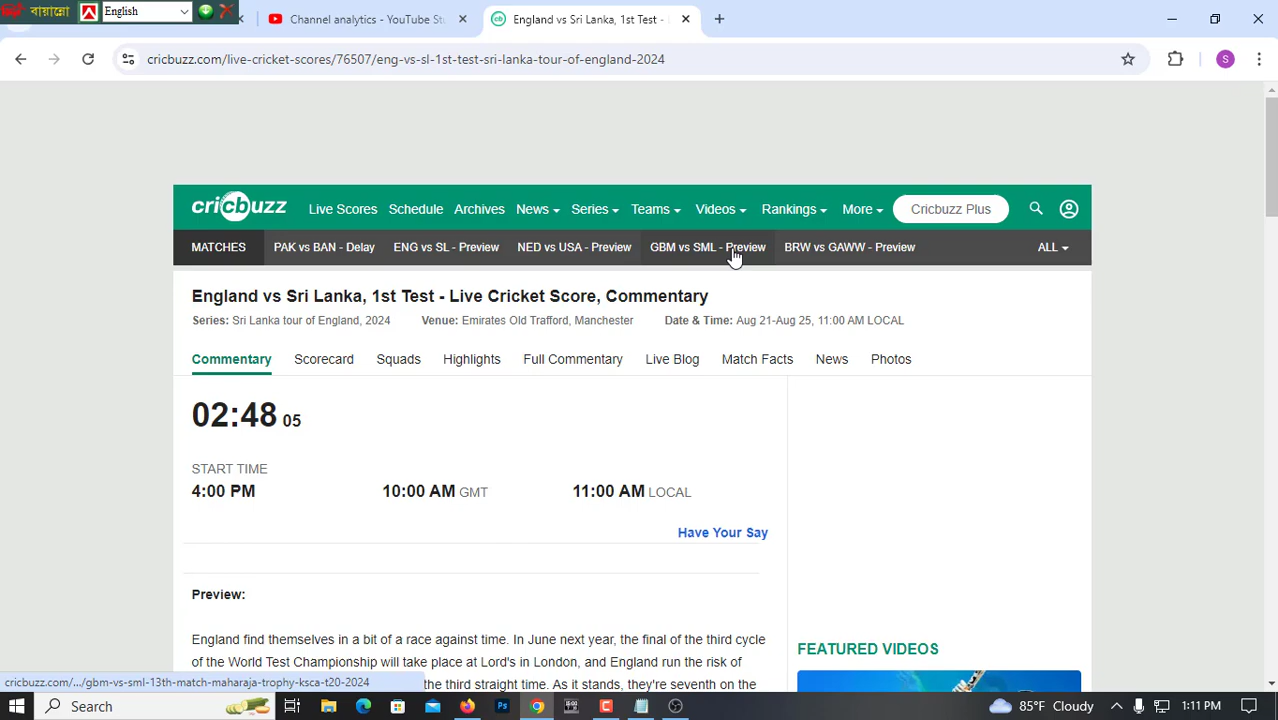 বায়ান্নো English
Channel analytics - YouTube Stu
England vs Sri Lanka, 1st Test -
cricbuzz.com/live-cricket-scores/76507/eng-vs-sl-1st-test-sri-lanka-tour-of-england-2024
S
cricbuzz Live Scores Schedule Archives News Series Teams Videos Rankings More Cricbuzz Plus
MATCHES PAK vs BAN - Delay ENG vs SL - Preview NED vs USA - Preview GBM vs SML - Preview BRW vs GAWW - Preview ALL
England vs Sri Lanka, 1st Test - Live Cricket Score, Commentary
Series: Sri Lanka tour of England, 2024 Venue: Emirates Old Trafford, Manchester Date & Time: Aug 21-Aug 25, 11:00 AM LOCAL
Commentary Scorecard Squads Highlights Full Commentary Live Blog Match Facts News Photos
02:48 05
START TIME
4:00 PM 10:00 AM GMT 11:00 AM LOCAL
Have Your Say
Preview:
England find themselves in a bit of a race against time. In June next year, the final of the third cycle
of the World Test Championship will take place at Lord's in London, and England run the risk of
the third straight time. As it stands, they're seventh on the
FEATURED VIDEOS
cricbuzz.com/.../gbm-vs-sml-13th-match-maharaja-trophy-ksca-t20-2024
Search Ps 85°F Cloudy 1:11 PM